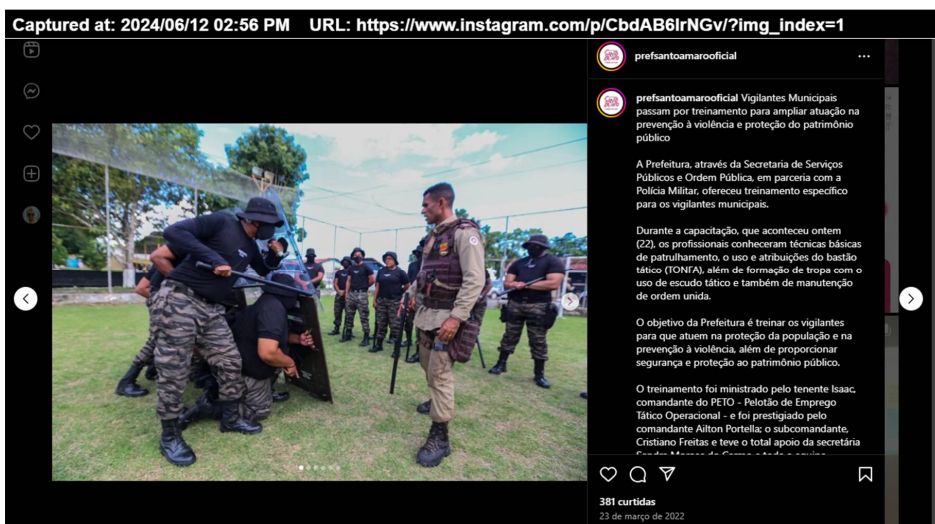 Captured at: 2024/06/12 02:56 PM URL: https://www.instagram.com/p/CbdAB6IrNGv/?img_index=1
prefsantoamarooficial
prefsantoamarooficial Vigilantes Municipais
passam por treinamento para ampliar atuação na
prevenção à violência e proteção do patrimônio
público
A Prefeitura, através da Secretaria de Serviços
Públicos e Ordem Pública, em parceria com a
Polícia Militar, ofereceu treinamento específico
para os vigilantes municipais.
Durante a capacitação, que aconteceu ontem
(22), os profissionais conheceram técnicas básicas
de patrulhamento, o uso e atribuições do bastão
tático (TONFA), além de formação de tropa com o
uso de escudo tático e também de manutenção
de ordem unida.
O objetivo da Prefeitura é treinar os vigilantes
para que atuem na proteção da população e na
prevenção à violência, além de proporcionar
segurança e proteção ao patrimônio público.
O treinamento foi ministrado pelo tenente Isaac,
comandante do PETO - Pelotão de Emprego
Tático Operacional - e foi prestigiado pelo
comandante Ailton Portella; o subcomandante,
Cristiano Freitas e teve o total apoio da secretária
381 curtidas
23 de março de 2022